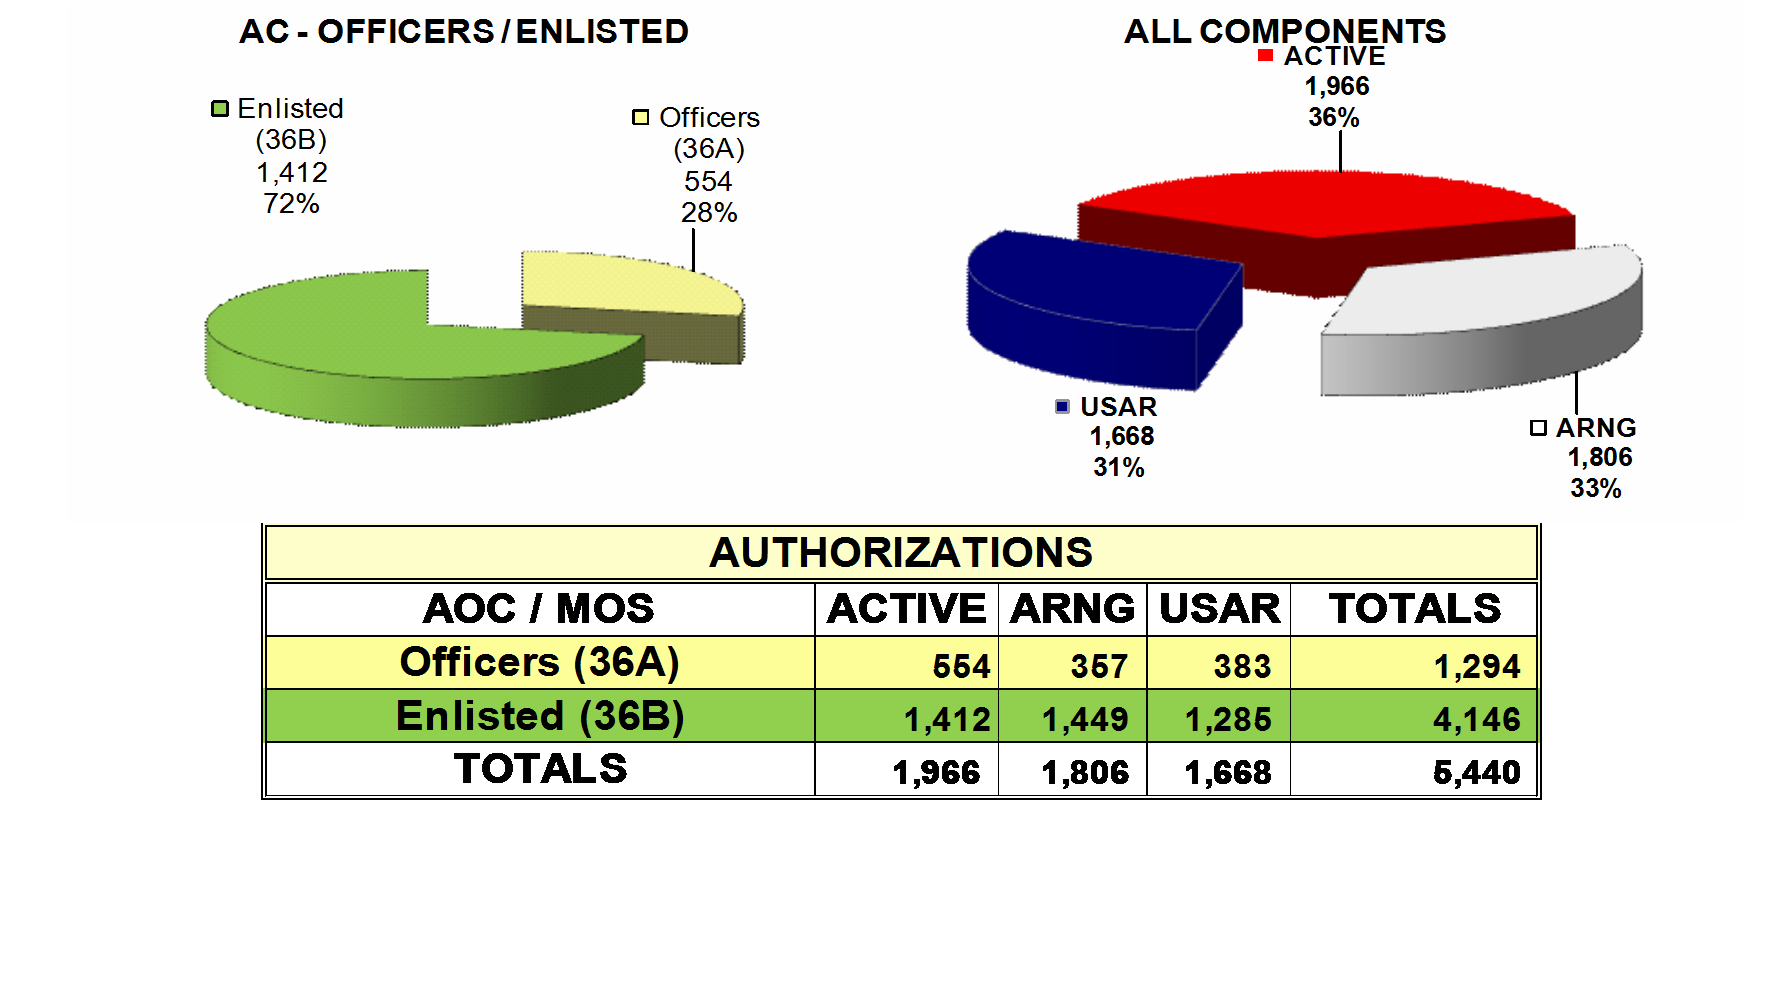 AC - OFFICERS / ENLISTED
Enlisted
(36B)
1,412
72%
Officers
(36A)
554
28%
ALL COMPONENTS
ACTIVE
1,966
36%
USAR
1,668
31%
ARNG
1,806
33%
AUTHORIZATIONS
AOC / MOS ACTIVE ARNG USAR TOTALS
Officers (36A) 554 357 383 1,294
Enlisted (36B) 1,412 1,449 1,285 4,146
TOTALS 1,966 1,806 1,668 5,440